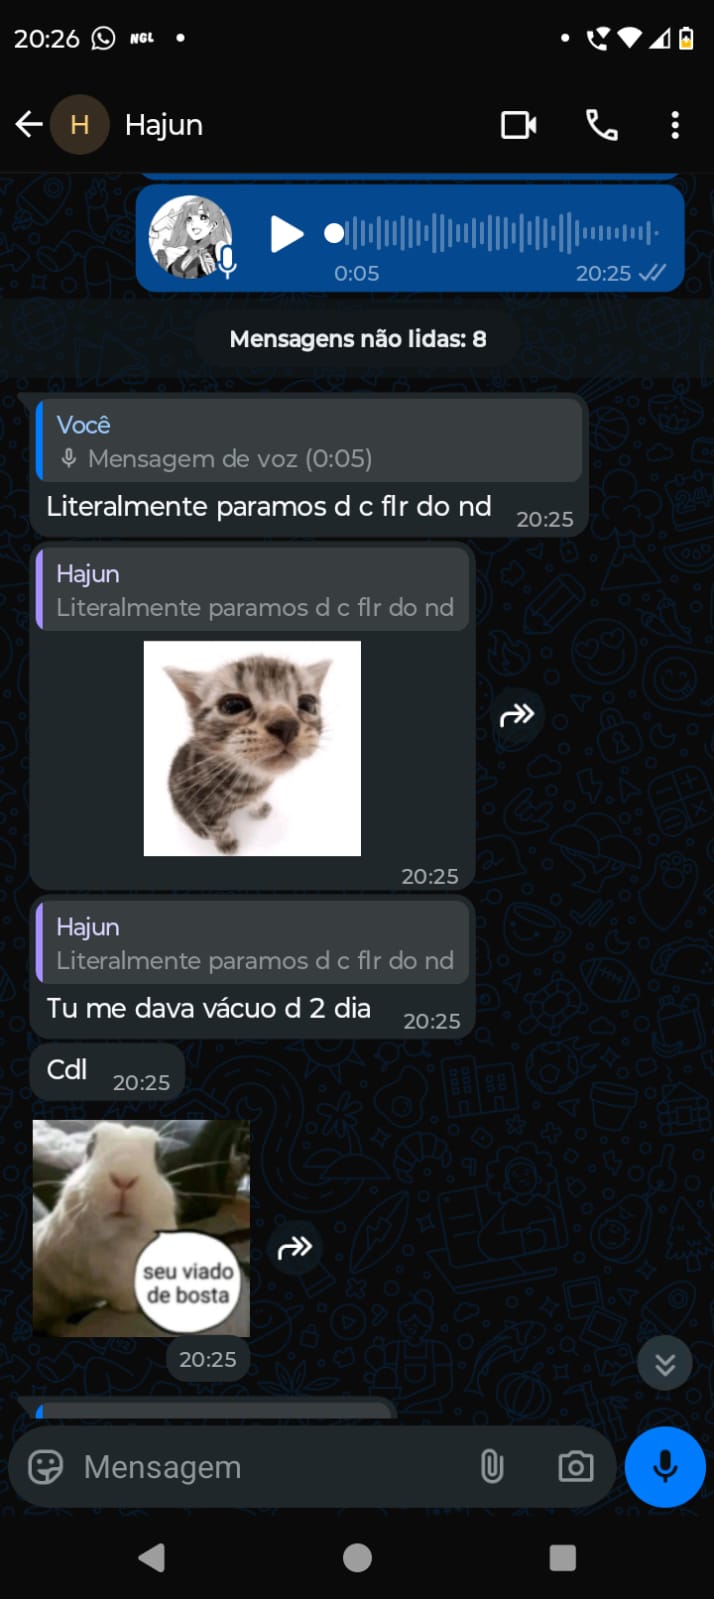 20:26 NGL
H Hajun
0:05 20:25
Mensagens não lidas: 8
Você
Mensagem de voz (0:05)
Literalmente paramos d c flr do nd 20:25
Hajun
Literalmente paramos d c flr do nd
20:25
Hajun
Literalmente paramos d c flr do nd
Tu me dava vácuo d 2 dia 20:25
Cdl 20:25
seu viado
de bosta
20:25
Mensagem